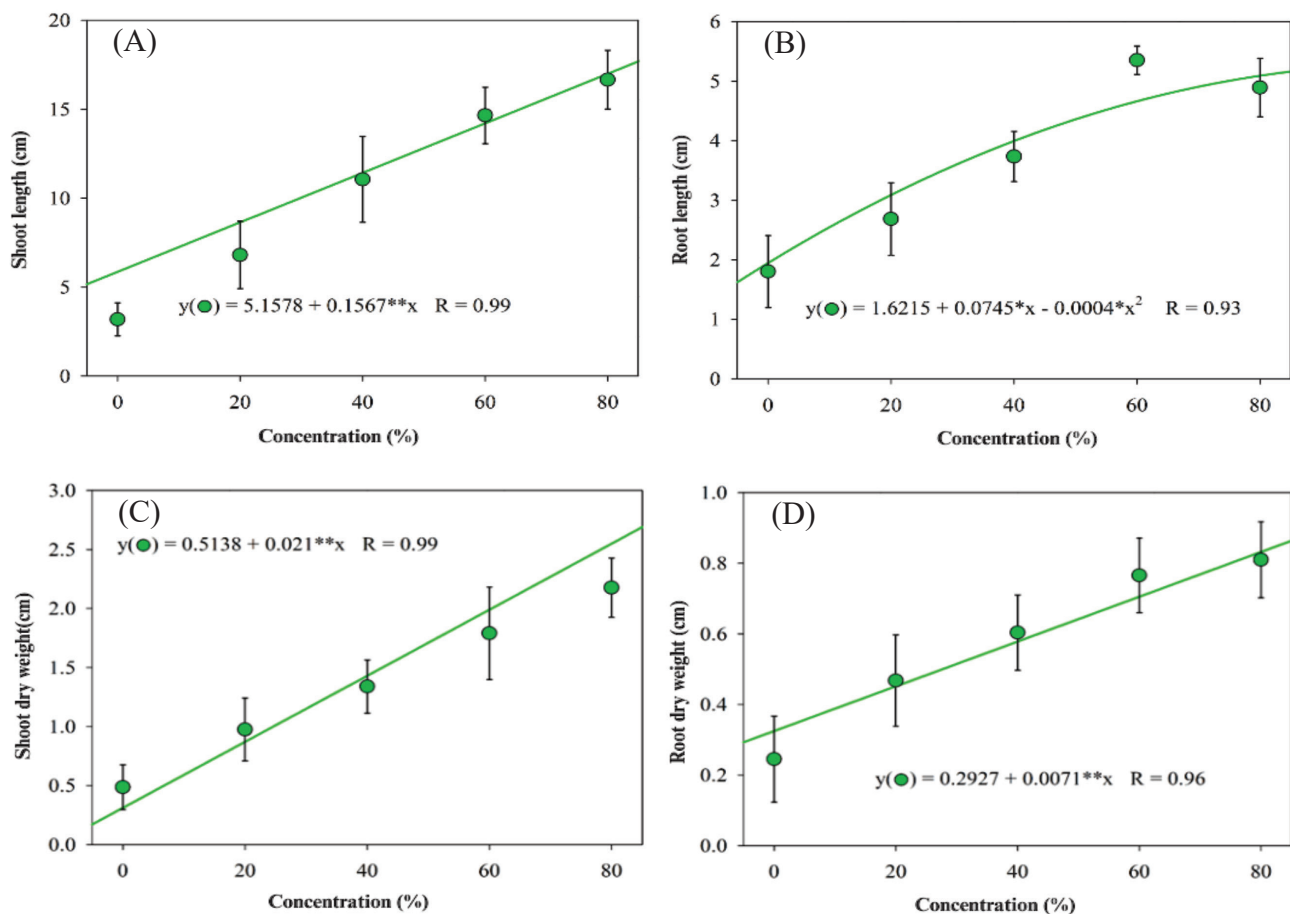 (A)
20
15
10
5
0
Shoot length (cm)
y(●) = 5.1578 + 0.1567**x R = 0.99
0 20 40 60 80
Concentration (%)
(B)
6
5
4
3
2
1
0
Root length (cm)
y(●) = 1.6215 + 0.0745*x - 0.0004*x²  R = 0.93
0 20 40 60 80
Concentration (%)
(C)
3.0
2.5
2.0
1.5
1.0
0.5
0.0
Shoot dry weight(cm)
y(●) = 0.5138 + 0.021**x R = 0.99
0 20 40 60 80
Concentration (%)
(D)
1.0
0.8
0.6
0.4
0.2
0.0
Root dry weight (cm)
y(●) = 0.2927 + 0.0071**x R = 0.96
0 20 40 60 80
Concentration (%)